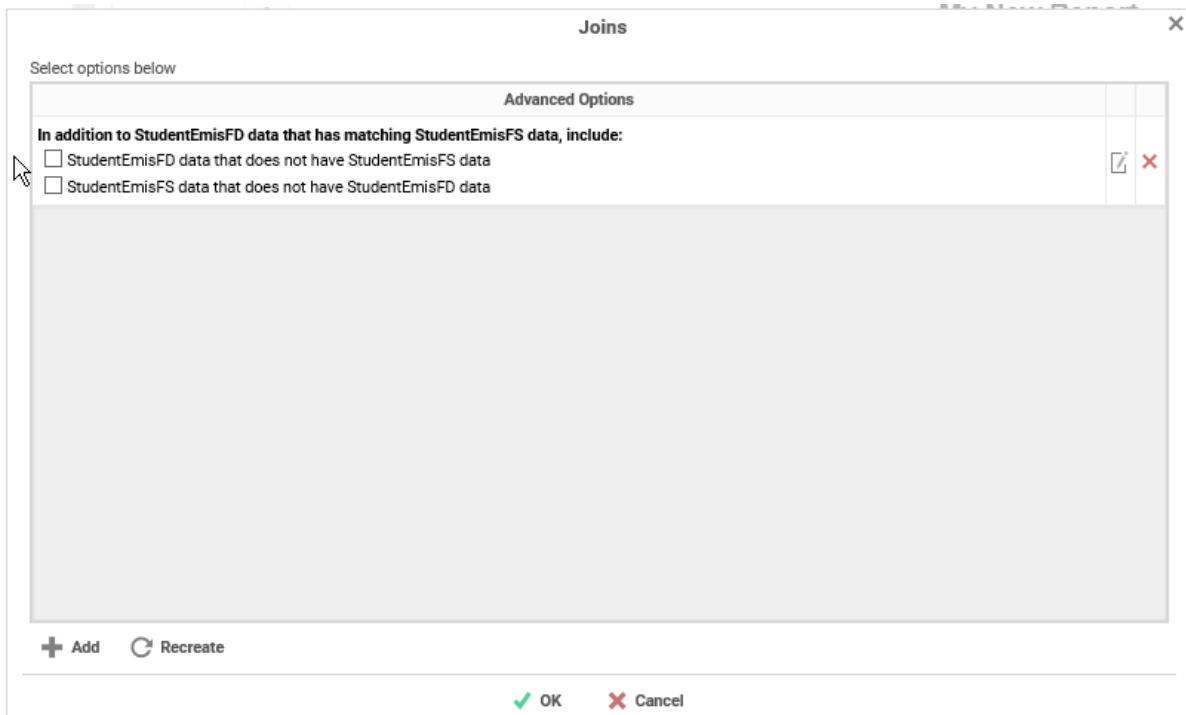 Joins
Select options below
Advanced Options
In addition to StudentEmisFD data that has matching StudentEmisFS data, include:
StudentEmisFD data that does not have StudentEmisFS data
StudentEmisFS data that does not have StudentEmisFD data
Add Recreate
OK Cancel